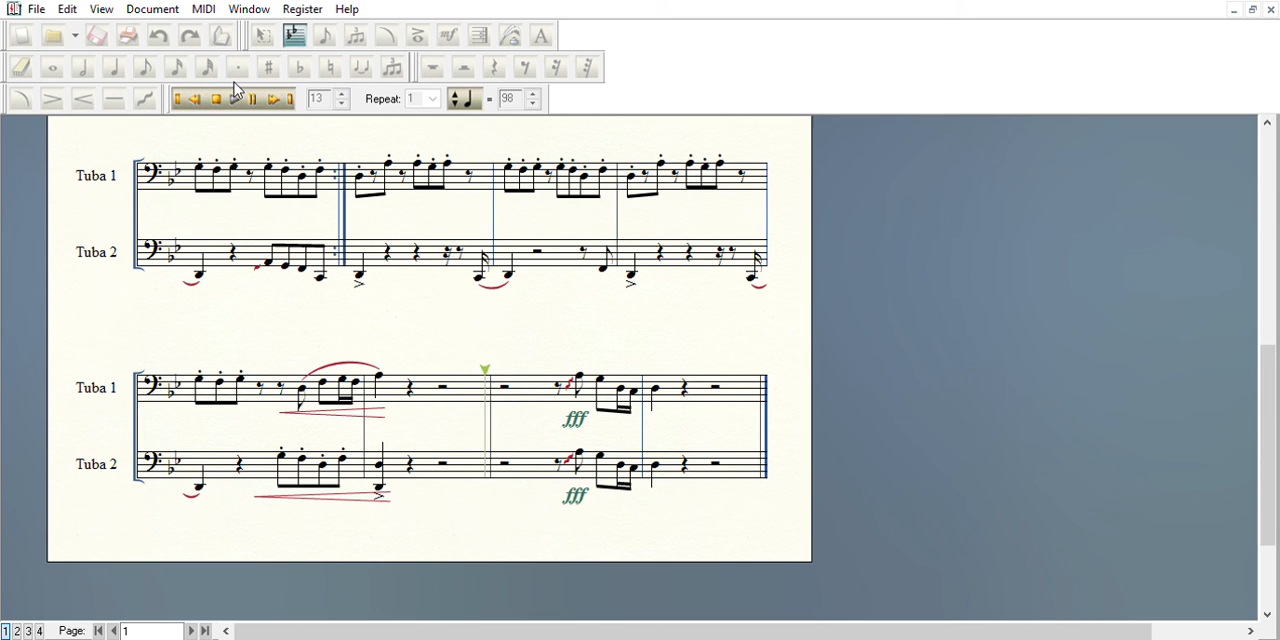 File Edit View Document MIDI Window Register Help
mf A
13 Repeat: 1 = 98
Tuba 1
Tuba 2
Tuba 1
fff
Tuba 2
fff
1 2 3 4 Page: 1